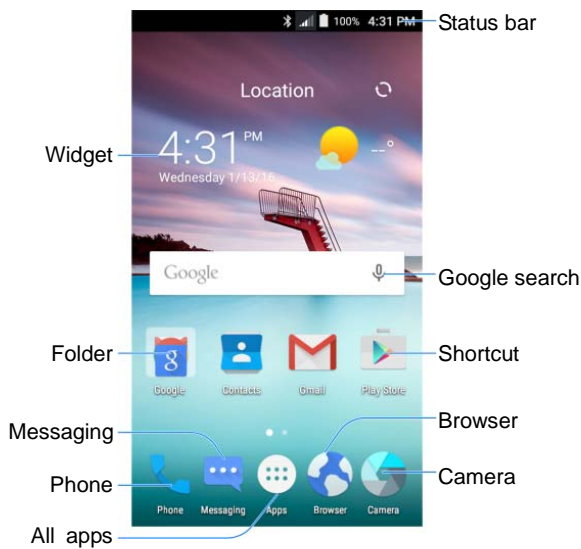 100% 4:31 PM
Status bar
Location
4:31 PM
Widget
Wednesday 1/13/16
--°
Google
Google search
Folder
g
Shortcut
Google Contacts Gmail Play Store
Messaging
Browser
Phone
Camera
Phone Messaging Apps Browser Camera
All apps